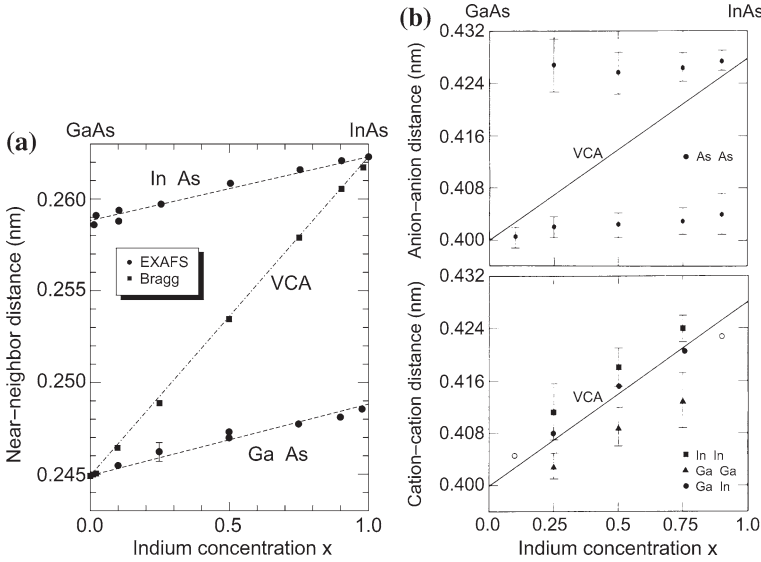 (a)
GaAs
InAs
Near–neighbor distance (nm)
0.260
0.255
0.250
0.245
In As
EXAFS
Bragg
VCA
Ga As
0.0
0.5
1.0
Indium concentration x
(b)
GaAs
InAs
Anion–anion distance (nm)
0.432
0.424
0.416
0.408
0.400
VCA
As As
Cation–cation distance (nm)
0.432
0.424
0.416
0.408
0.400
VCA
In In
Ga Ga
Ga In
0.0
0.25
0.5
0.75
1.0
Indium concentration x